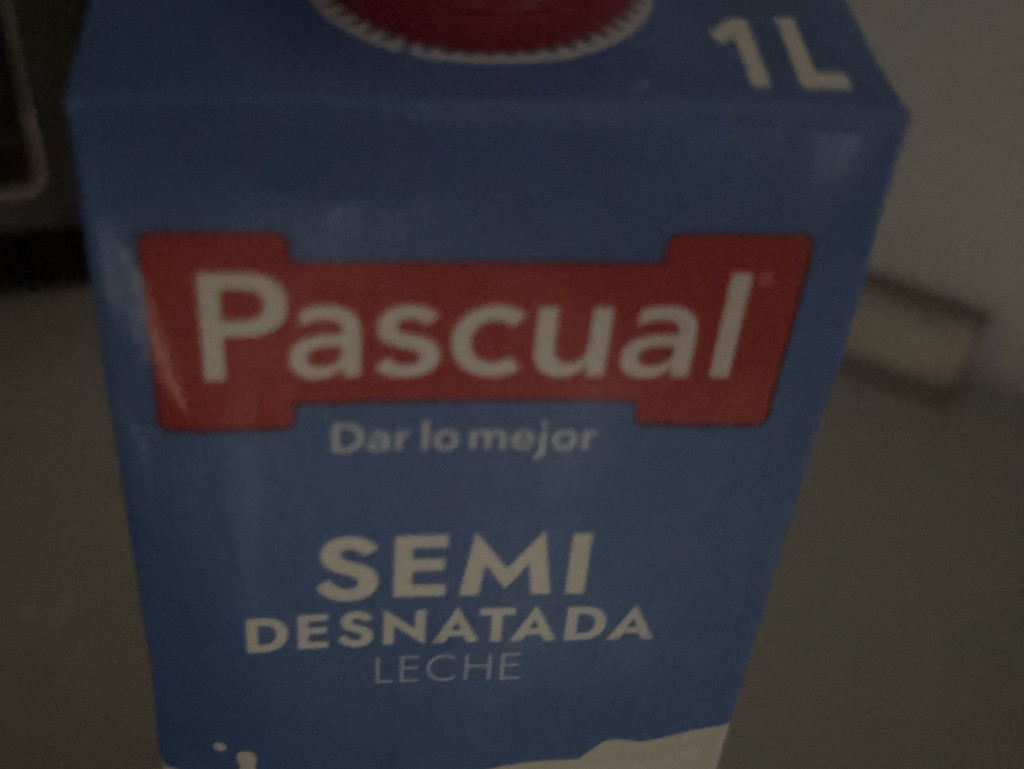 1L
Pascual
Dar lo mejor
SEMI
DESNATADA
LECHE